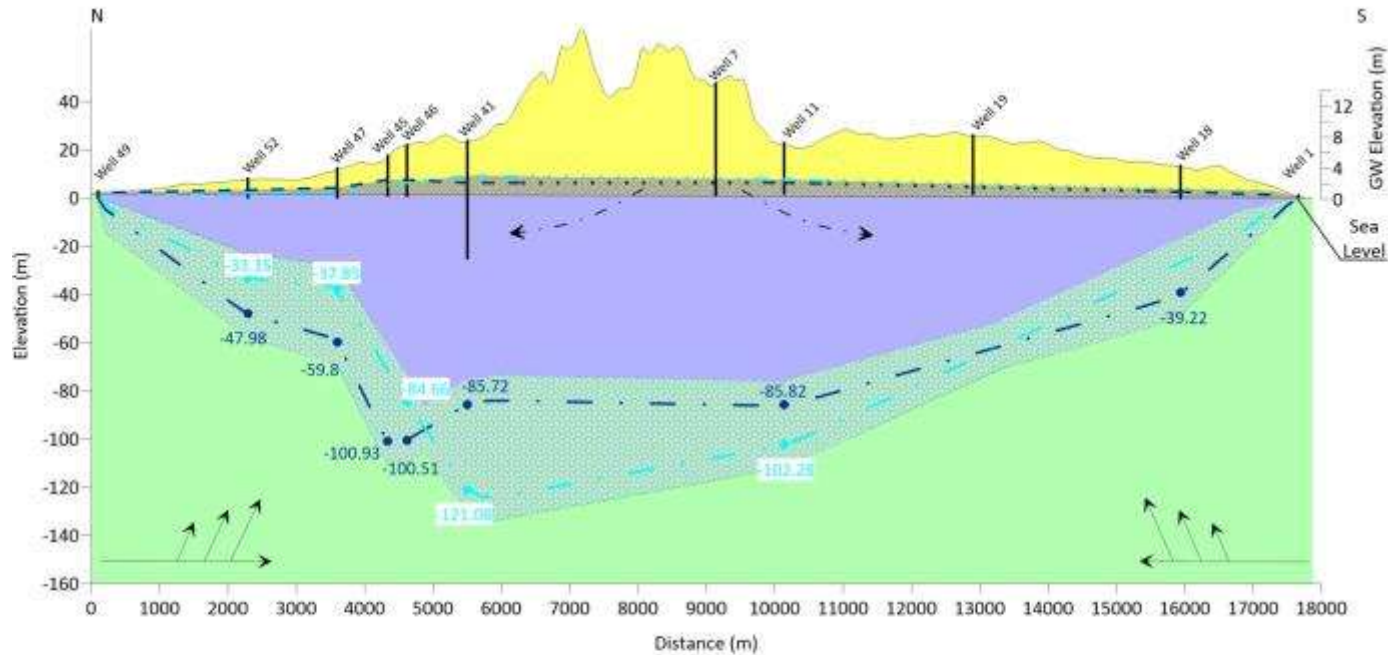 N
S
Well 49
Well 52
Well 47
Well 45
Well 46
Well 41
Well 7
Well 11
Well 19
Well 18
Well 1
40
20
0
-20
-40
-60
-80
-100
-120
-140
-160
Elevation (m)
12
8
4
0
GW Elevation (m)
Sea
Level
-33.15
-37.89
-47.98
-59.8
-84.66
-85.72
-85.82
-39.22
-100.93
-100.51
-102.28
-121.08
0 1000 2000 3000 4000 5000 6000 7000 8000 9000 10000 11000 12000 13000 14000 15000 16000 17000 18000
Distance (m)